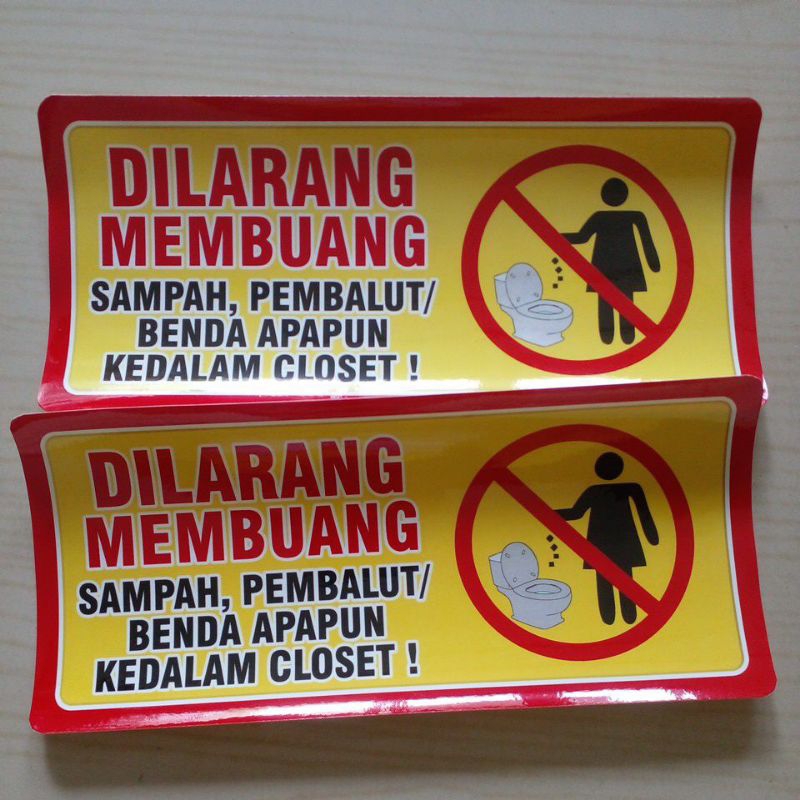 DILARANG
MEMBUANG
SAMPAH, PEMBALUT/
BENDA APAPUN
KEDALAM CLOSET !
DILARANG
MEMBUANG
SAMPAH, PEMBALUT/
BENDA APAPUN
KEDALAM CLOSET !